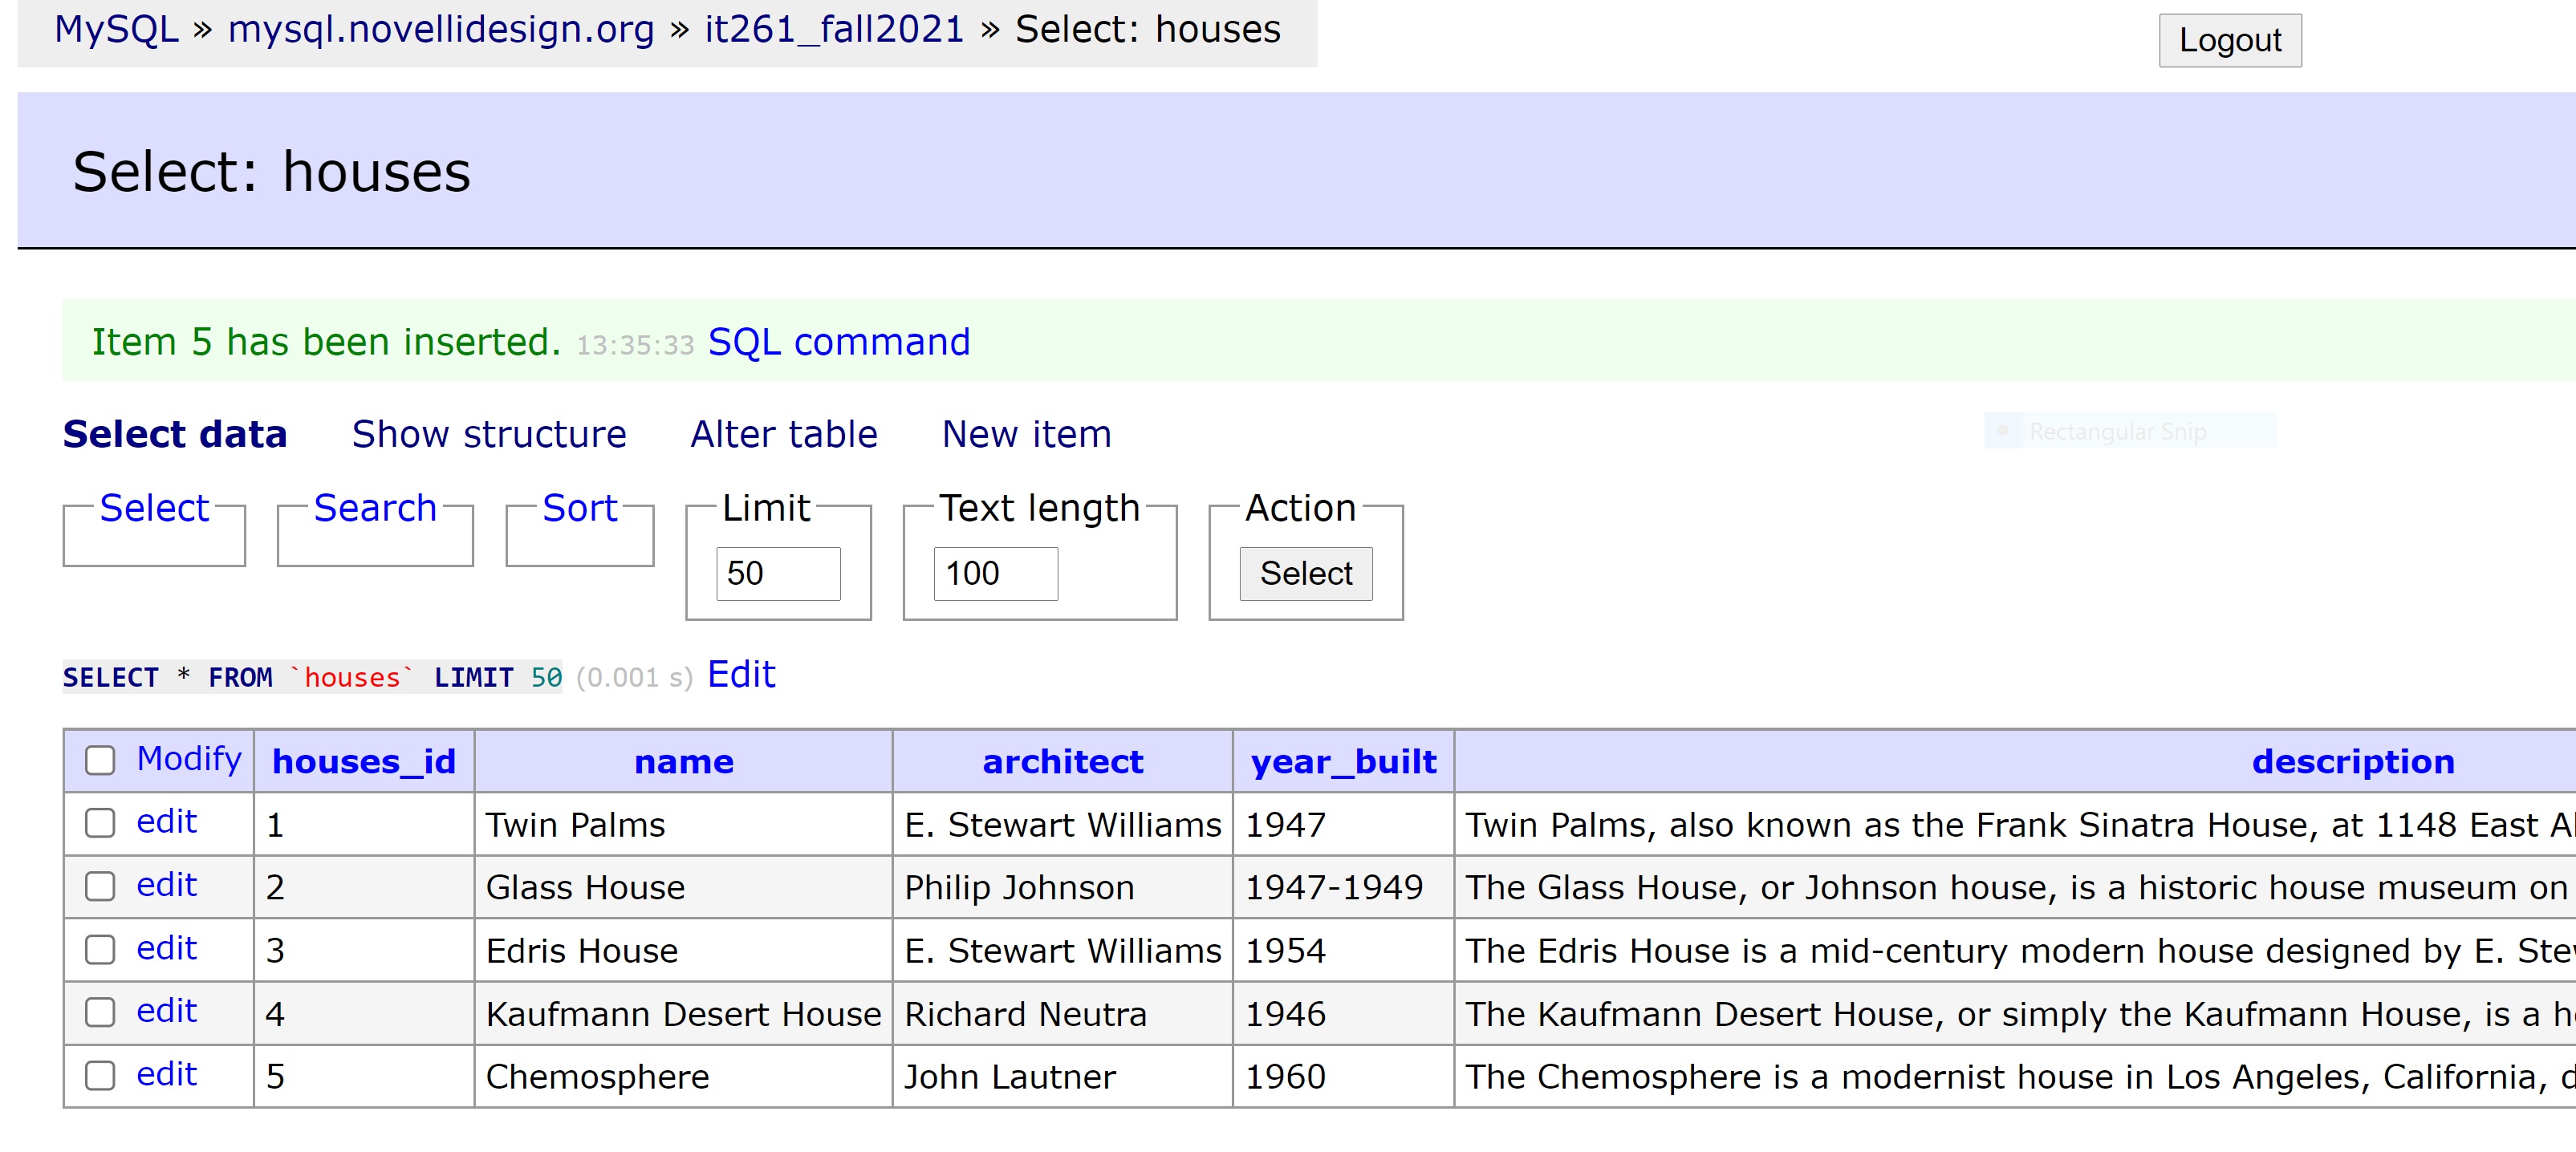 MySQL » mysql.novellidesign.org » it261_fall2021 » Select: houses
Logout
Select: houses
Item 5 has been inserted. 13:35:33 SQL command
Select data Show structure Alter table New item
Rectangular Snip
Select Search Sort Limit Text length Action
50 100 Select
SELECT * FROM `houses` LIMIT 50 (0.001 s) Edit
Modify houses_id name architect year_built description
edit 1 Twin Palms E. Stewart Williams 1947 Twin Palms, also known as the Frank Sinatra House, at 1148 East
edit 2 Glass House Philip Johnson 1947-1949 The Glass House, or Johnson house, is a historic house museum on
edit 3 Edris House E. Stewart Williams 1954 The Edris House is a mid-century modern house designed by E.
edit 4 Kaufmann Desert House Richard Neutra 1946 The Kaufmann Desert House, or simply the Kaufmann House, is a
edit 5 Chemosphere John Lautner 1960 The Chemosphere is a modernist house in Los Angeles, California,